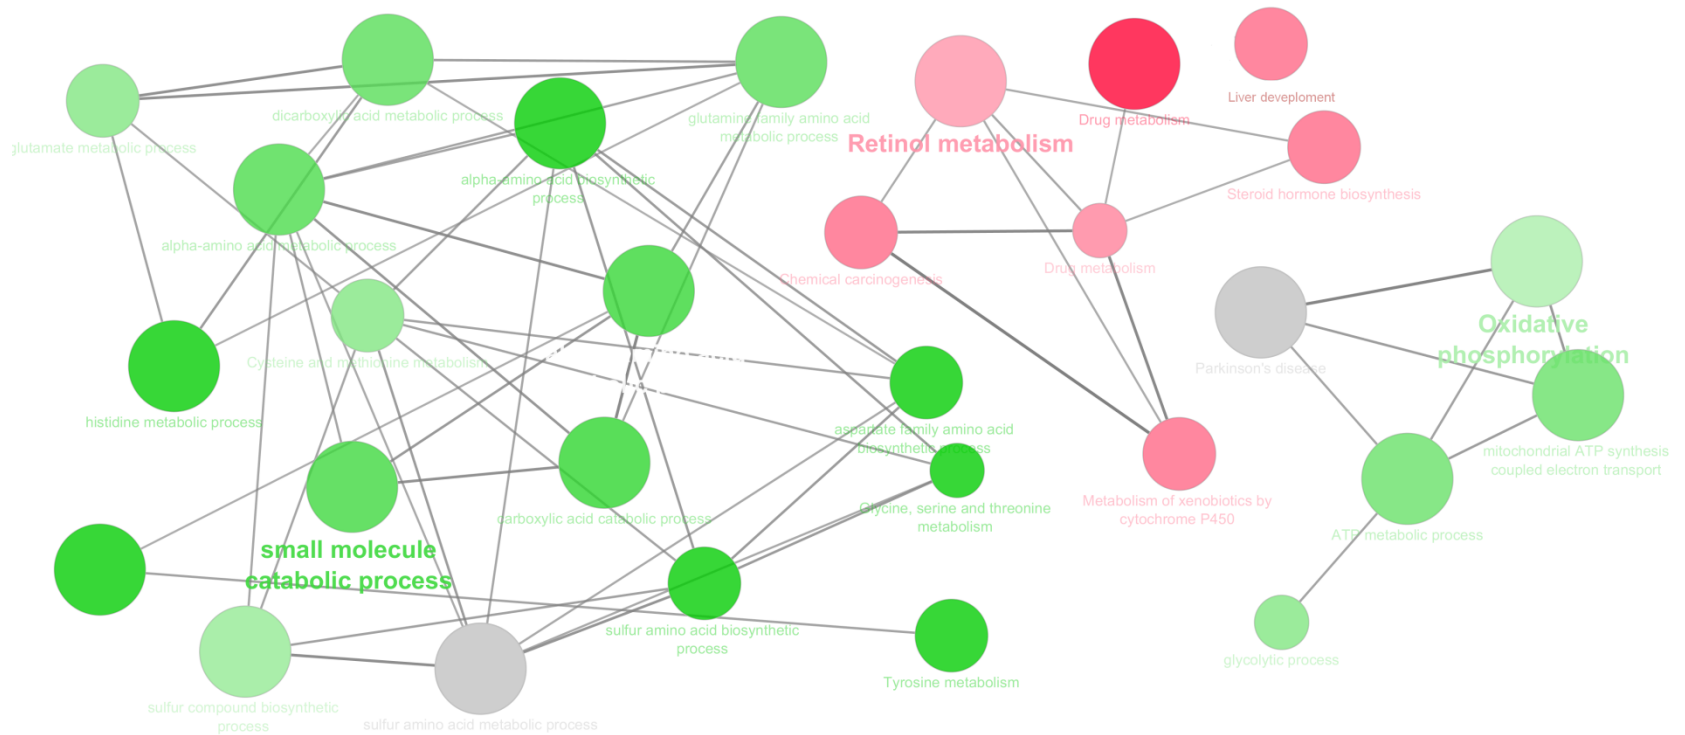 Liver deveploment
dicarboxylic acid metabolic process
glutamine family amino acid
metabolic process
Drug metabolism
Retinol metabolism
lutamate metabolic process
alpha-amino acid biosynthetic
process
Steroid hormone biosynthesis
alpha-amino acid metabolic process
Chemical carcinogenesis
Drug metabolism
Oxidative
phosphorylation
Cysteine and methionine metabolism
Parkinson's disease
histidine metabolic process
aspartate family amino acid
biosynthetic process
mitochondrial ATP synthesis
coupled electron transport
Glycine, serine and threonine
metabolism
Metabolism of xenobiotics by
cytochrome P450
carboxylic acid catabolic process
ATP metabolic process
small molecule
catabolic process
sulfur amino acid biosynthetic
process
glycolytic process
Tyrosine metabolism
sulfur compound biosynthetic
process
sulfur amino acid metabolic process